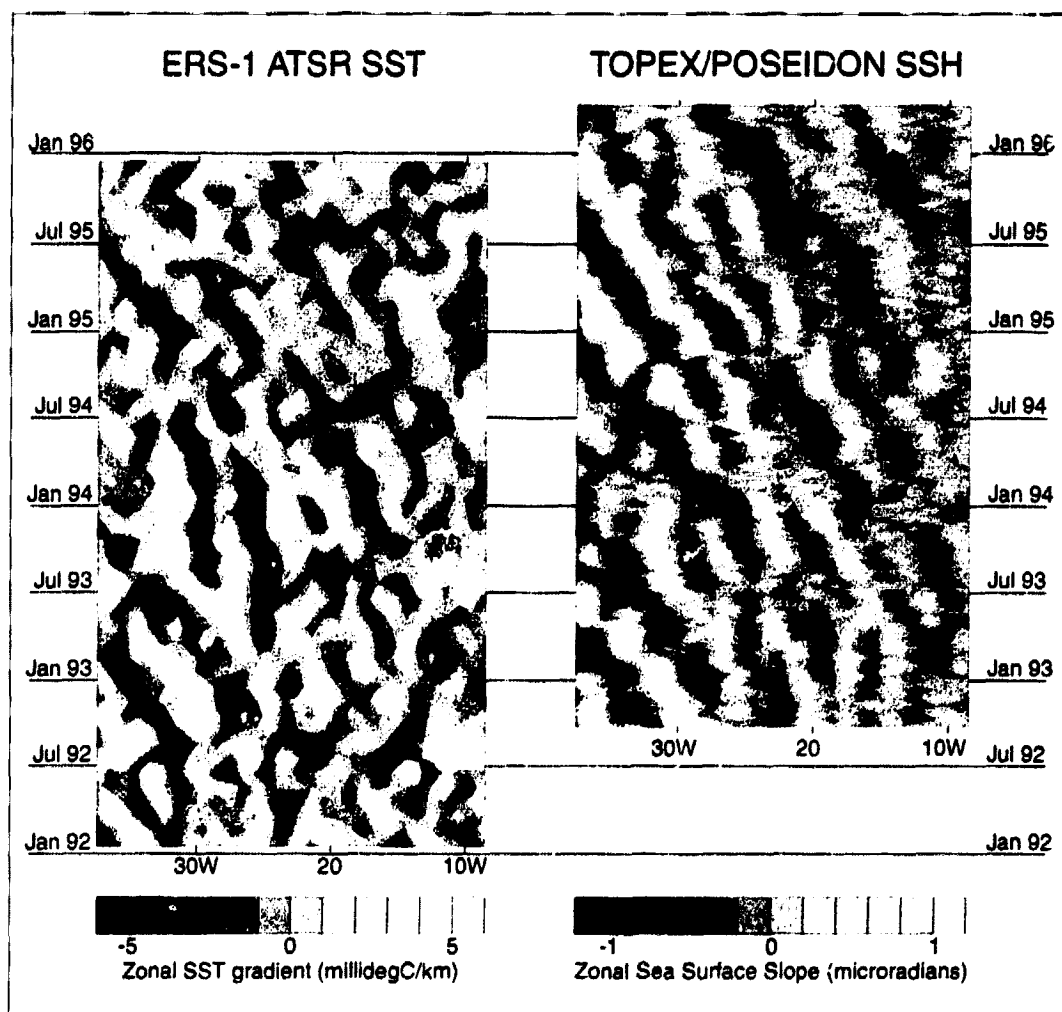 ERS-1 ATSR SST TOPEX/POSEIDON SSH
Jan 96 Jan 96
Jul 95 Jul 95
Jan 95 Jan 95
Jul 94 Jul 94
Jan 94 Jan 94
Jul 93 Jul 93
Jan 93 Jan 93
30W 20 10W
Jul 92 Jul 92
Jan 92 Jan 92
30W 20 10W
-5 0 5 -1 0 1
Zonal SST gradient (millidegC/km) Zonal Sea Surface Slope (microradians)